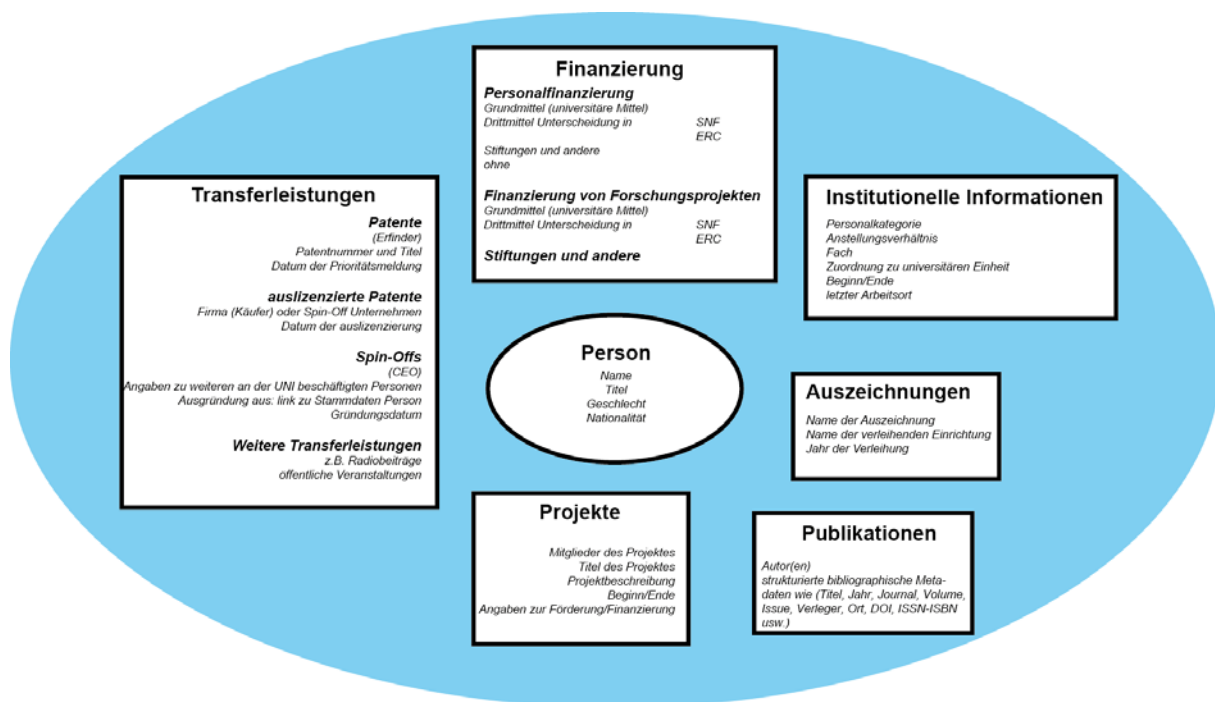 Finanzierung
Personalfinanzierung
Grundmittel (universitäre Mittel)
Drittmittel Unterscheidung in SNF
ERC
Stiftungen und andere
ohne
Finanzierung von Forschungsprojekten
Grundmittel (universitäre Mittel)
Drittmittel Unterscheidung in SNF
ERC
Stiftungen und andere
Transferleistungen
Patente
(Erfinder)
Patentnummer und Titel
Datum der Prioritätsmeldung
auslizenzierte Patente
Firma (Käufer) oder Spin-Off Unternehmen
Datum der auslizenzierung
Spin-Offs
(CEO)
Angaben zu weiteren an der UNI beschäftigten Personen
Ausgründung aus: link zu Stammdaten Person
Gründungsdatum
Weitere Transferleistungen
z.B. Radiobeiträge
öffentliche Veranstaltungen
Institutionelle Informationen
Personalkategorie
Anstellungsverhältnis
Fach
Zuordnung zu universitären Einheit
Beginn/Ende
letzter Arbeitsort
Person
Name
Titel
Geschlecht
Nationalität
Auszeichnungen
Name der Auszeichnung
Name der verleihenden Einrichtung
Jahr der Verleihung
Projekte
Mitglieder des Projektes
Titel des Projektes
Projektbeschreibung
Beginn/Ende
Angaben zur Förderung/Finanzierung
Publikationen
Autor(en)
strukturierte bibliographische Meta-
daten wie (Titel, Jahr, Journal, Volume,
Issue, Verleger, Ort, DOI, ISSN-ISBN
usw.)